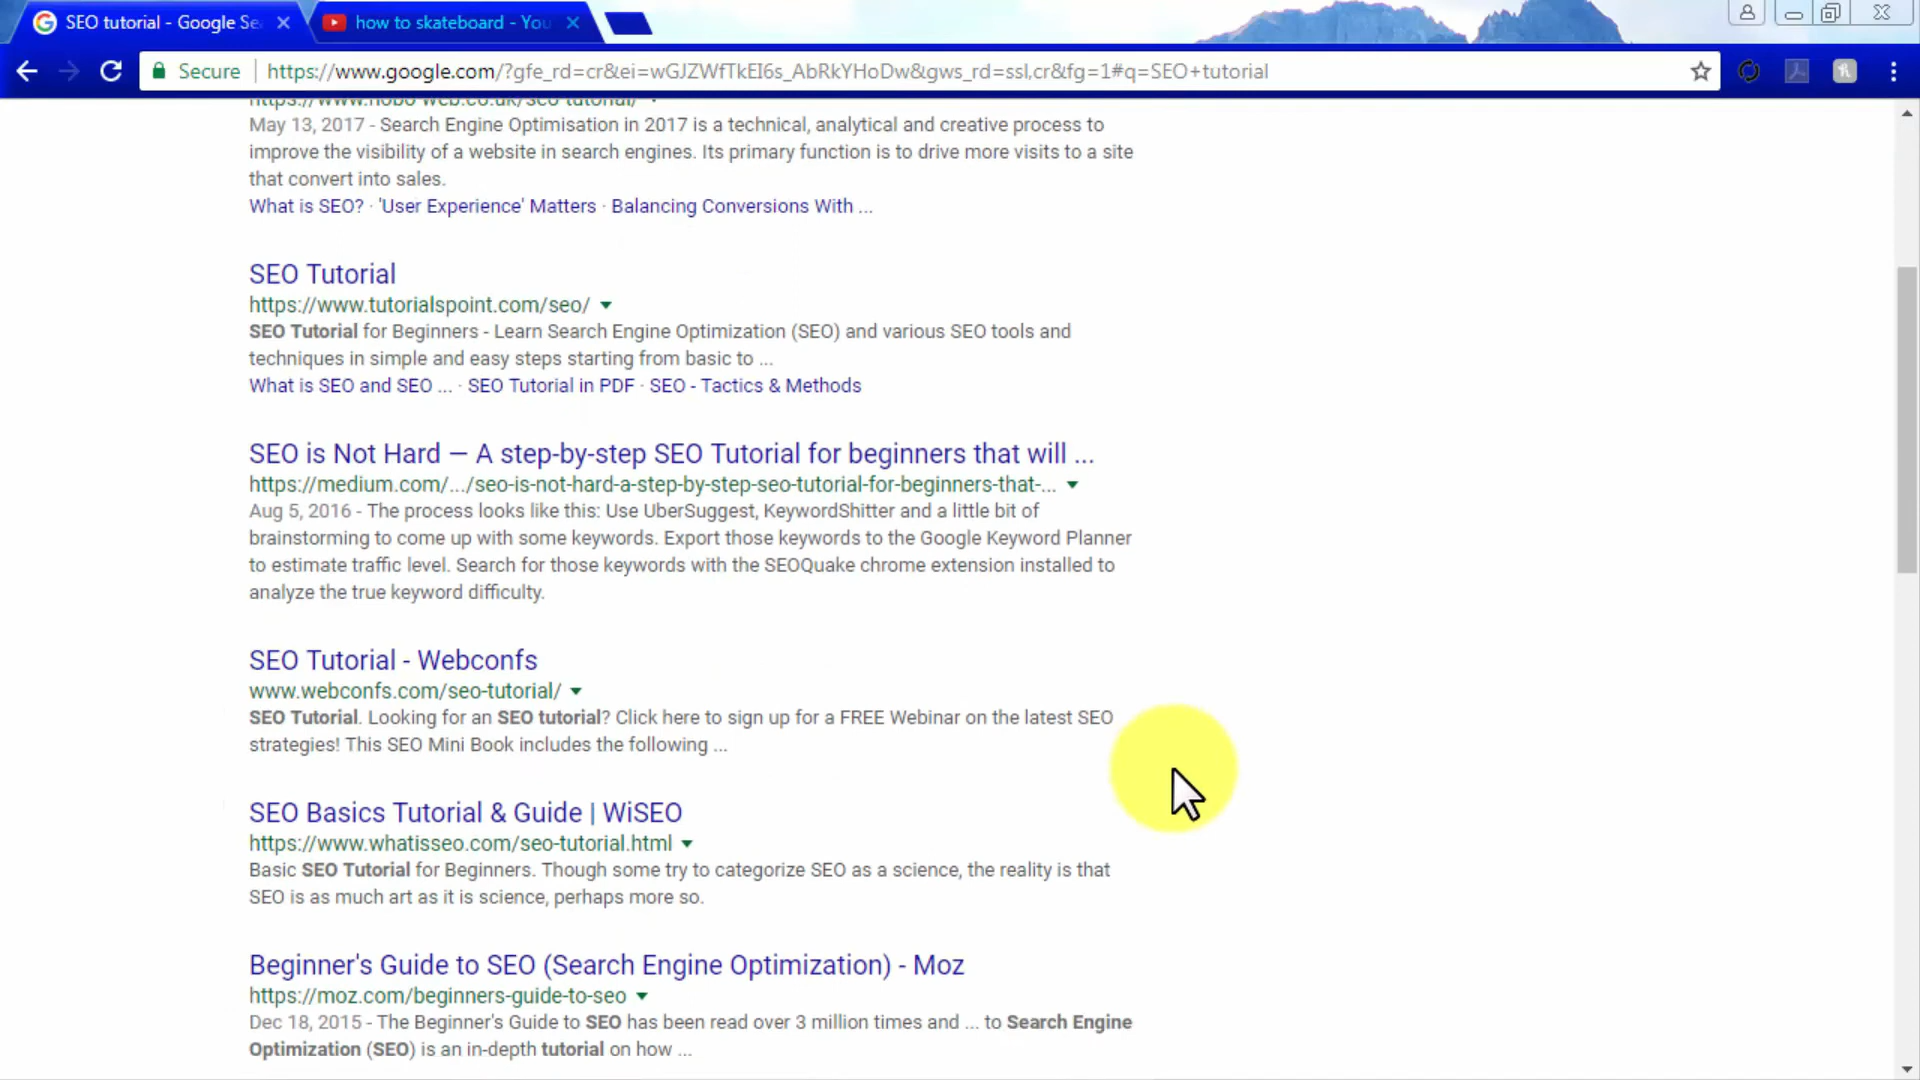 SEO tutorial - Google Se
how to skateboard - You
Secure
https://www.google.com/?gfe_rd=cr&ei=wGJZWfTkEI6s_AbRkYHoDw&gws_rd=ssl,cr&fg=1#q=SEO+tutorial
https://www.hobo-web.co.uk/seo-tutorial/
May 13, 2017 - Search Engine Optimisation in 2017 is a technical, analytical and creative process to
improve the visibility of a website in search engines. Its primary function is to drive more visits to a site
that convert into sales.
What is SEO? · 'User Experience' Matters · Balancing Conversions With ...
SEO Tutorial
https://www.tutorialspoint.com/seo/
SEO Tutorial for Beginners - Learn Search Engine Optimization (SEO) and various SEO tools and
techniques in simple and easy steps starting from basic to ...
What is SEO and SEO ... · SEO Tutorial in PDF · SEO - Tactics & Methods
SEO is Not Hard — A step-by-step SEO Tutorial for beginners that will ...
https://medium.com/.../seo-is-not-hard-a-step-by-step-seo-tutorial-for-beginners-that-...
Aug 5, 2016 - The process looks like this: Use UberSuggest, KeywordShitter and a little bit of
brainstorming to come up with some keywords. Export those keywords to the Google Keyword Planner
to estimate traffic level. Search for those keywords with the SEOQuake chrome extension installed to
analyze the true keyword difficulty.
SEO Tutorial - Webconfs
www.webconfs.com/seo-tutorial/
SEO Tutorial. Looking for an SEO tutorial? Click here to sign up for a FREE Webinar on the latest SEO
strategies! This SEO Mini Book includes the following ...
SEO Basics Tutorial & Guide | WiSEO
https://www.whatisseo.com/seo-tutorial.html
Basic SEO Tutorial for Beginners. Though some try to categorize SEO as a science, the reality is that
SEO is as much art as it is science, perhaps more so.
Beginner's Guide to SEO (Search Engine Optimization) - Moz
https://moz.com/beginners-guide-to-seo
Dec 18, 2015 - The Beginner's Guide to SEO has been read over 3 million times and ... to Search Engine
Optimization (SEO) is an in-depth tutorial on how ...